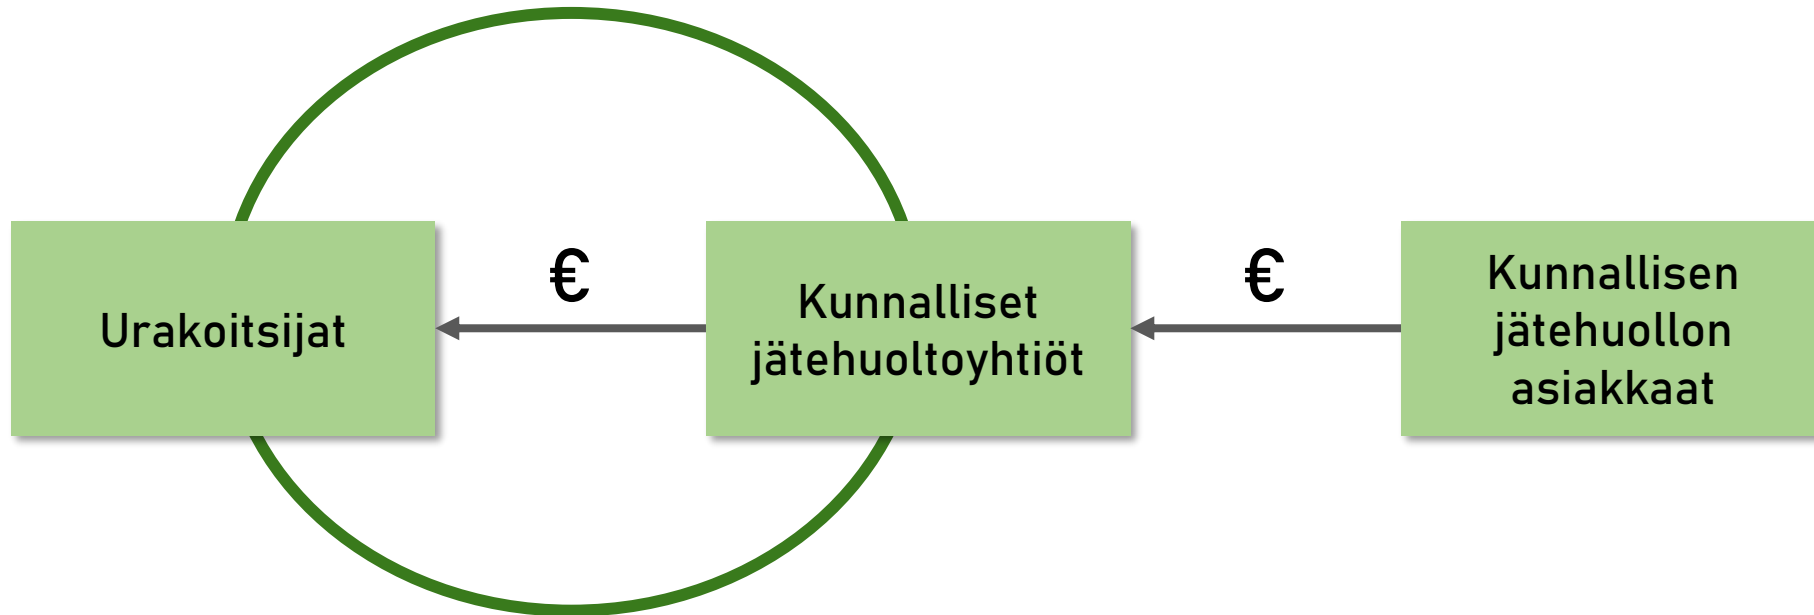 Urakoitsijat
€
Kunnalliset
jätehuoltoyhtiöt
€
Kunnallisen
jätehuollon
asiakkaat